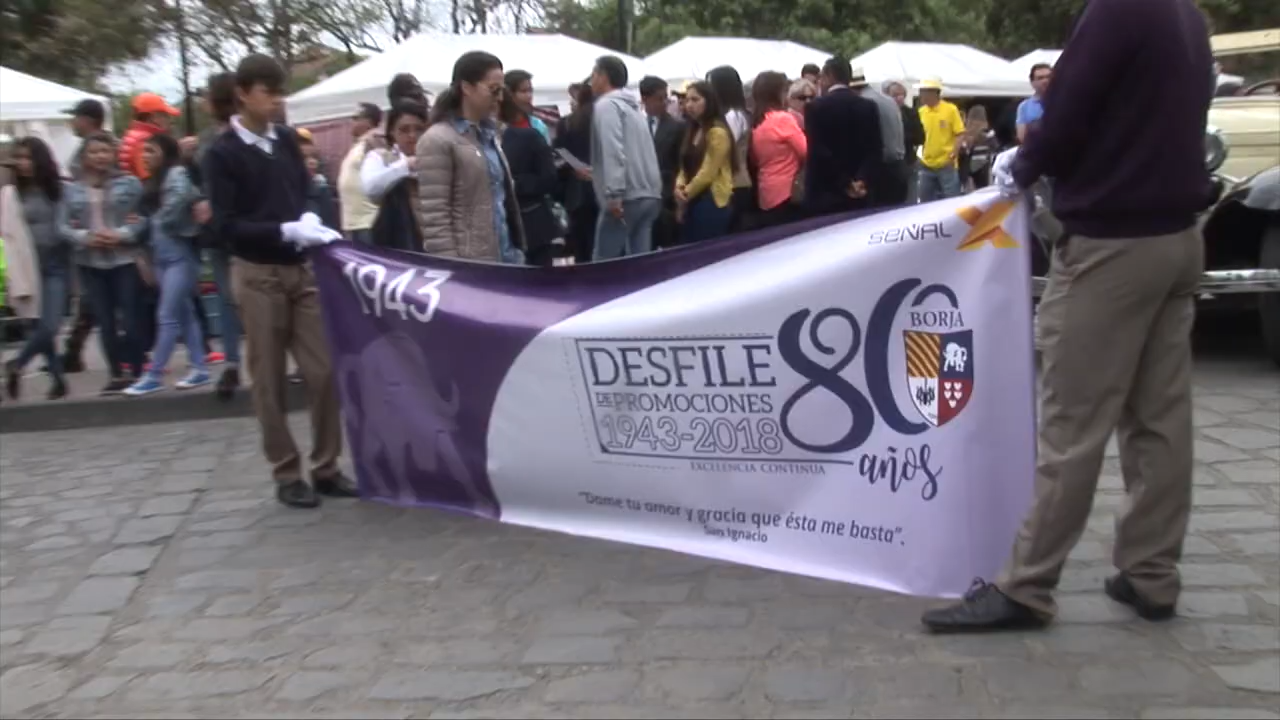 1943
SEÑAL X
DESFILE
DE PROMOCIONES
1943-2018
80
BORJA
EXCELENCIA CONTINUA
años
"Dame tu amor y gracia que ésta me basta".
San Ignacio